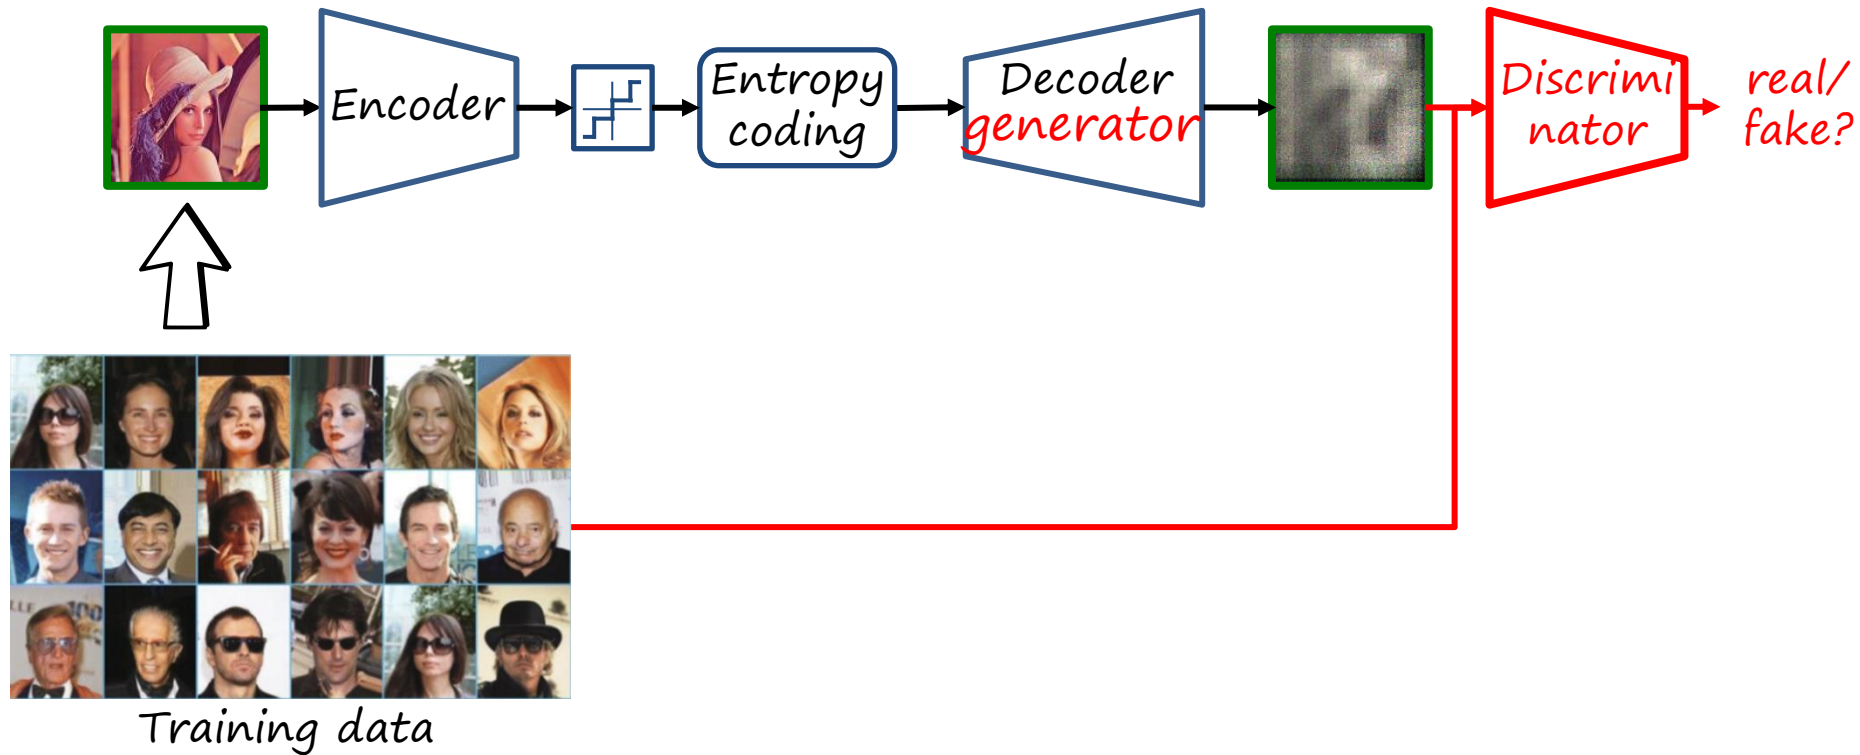 Encoder
Entropy
coding
Decoder
generator
Discrimi
nator
real/
fake?
Training data